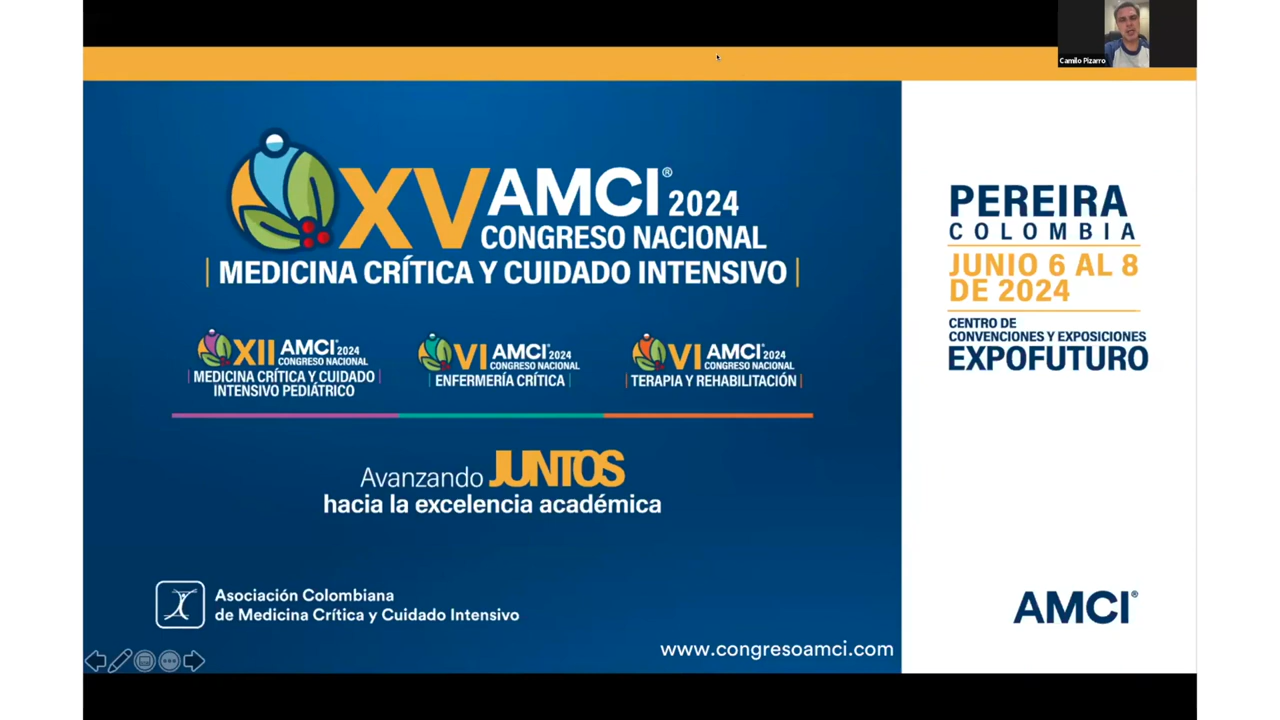 Camilo Pizarro
XV AMCI® 2024
CONGRESO NACIONAL
MEDICINA CRÍTICA Y CUIDADO INTENSIVO
XII AMCI® 2024
CONGRESO NACIONAL
MEDICINA CRÍTICA Y CUIDADO
INTENSIVO PEDIÁTRICO
VI AMCI® 2024
CONGRESO NACIONAL
ENFERMERÍA CRÍTICA
VI AMCI® 2024
CONGRESO NACIONAL
TERAPIA Y REHABILITACIÓN
Avanzando JUNTOS
hacia la excelencia académica
Asociación Colombiana
de Medicina Crítica y Cuidado Intensivo
www.congresoamci.com
PEREIRA
COLOMBIA
JUNIO 6 AL 8
DE 2024
CENTRO DE
CONVENCIONES Y EXPOSICIONES
EXPOFUTURO
AMCI®